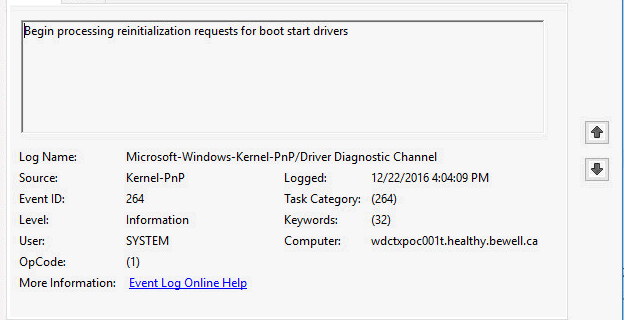 Begin processing reinitialization requests for boot start drivers
Log Name: Microsoft-Windows-Kernel-PnP/Driver Diagnostic Channel
Source: Kernel-PnP Logged: 12/22/2016 4:04:09 PM
Event ID: 264 Task Category: (264)
Level: Information Keywords: (32)
User: SYSTEM Computer: wdctxpoc001t.healthy.bewell.ca
OpCode: (1)
More Information: Event Log Online Help